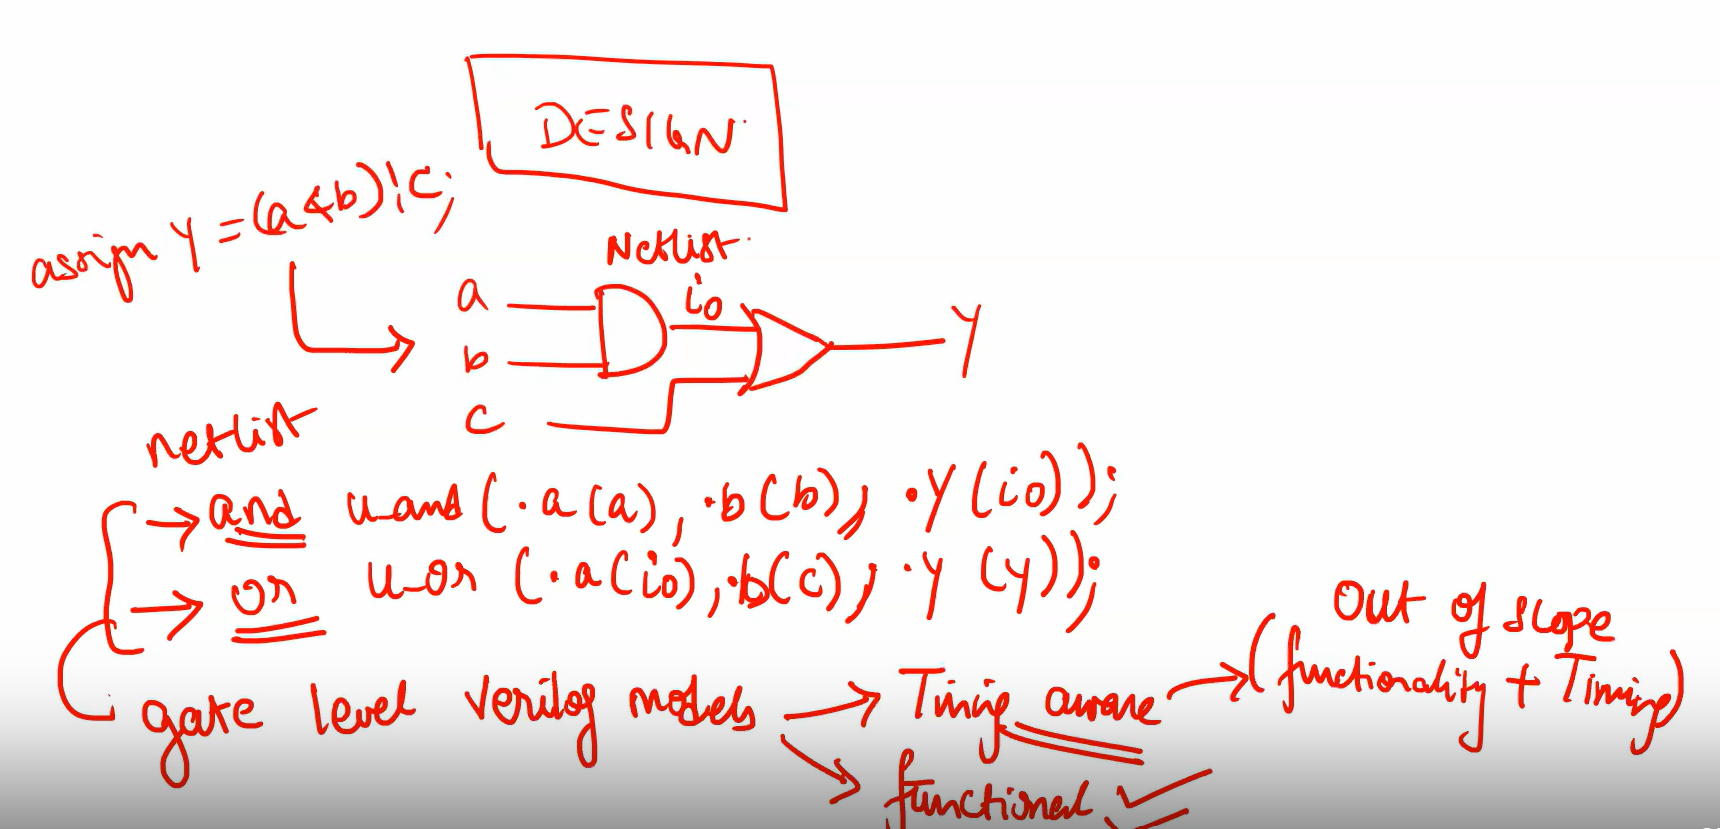 DESIGN
assign Y = (a&b)|C;
Netlist
a
i0
b
Y
C
netlist
→ and u_and (.a(a), .b(b), .Y(i0));
→ or u_or (.a(i0), .b(c), .Y(y));
Out of scope
gate level verilog models → Timing aware → (functionality + Timing)
functional ✓